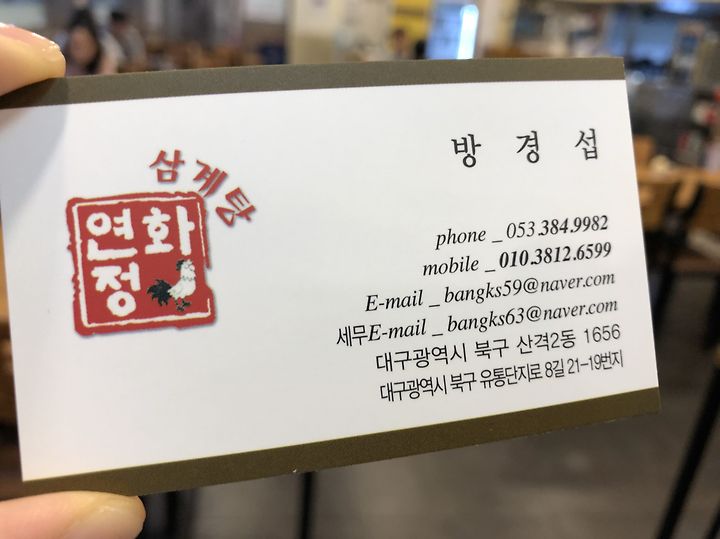 삼계탕
연화
정
방 경 섭
phone _ 053.384.9982
mobile _ 010.3812.6599
E-mail _ bangks59@naver.com
세무E-mail _ bangks63@naver.com
대구광역시 북구 산격2동 1656
대구광역시 북구 유통단지로 8길 21-19번지